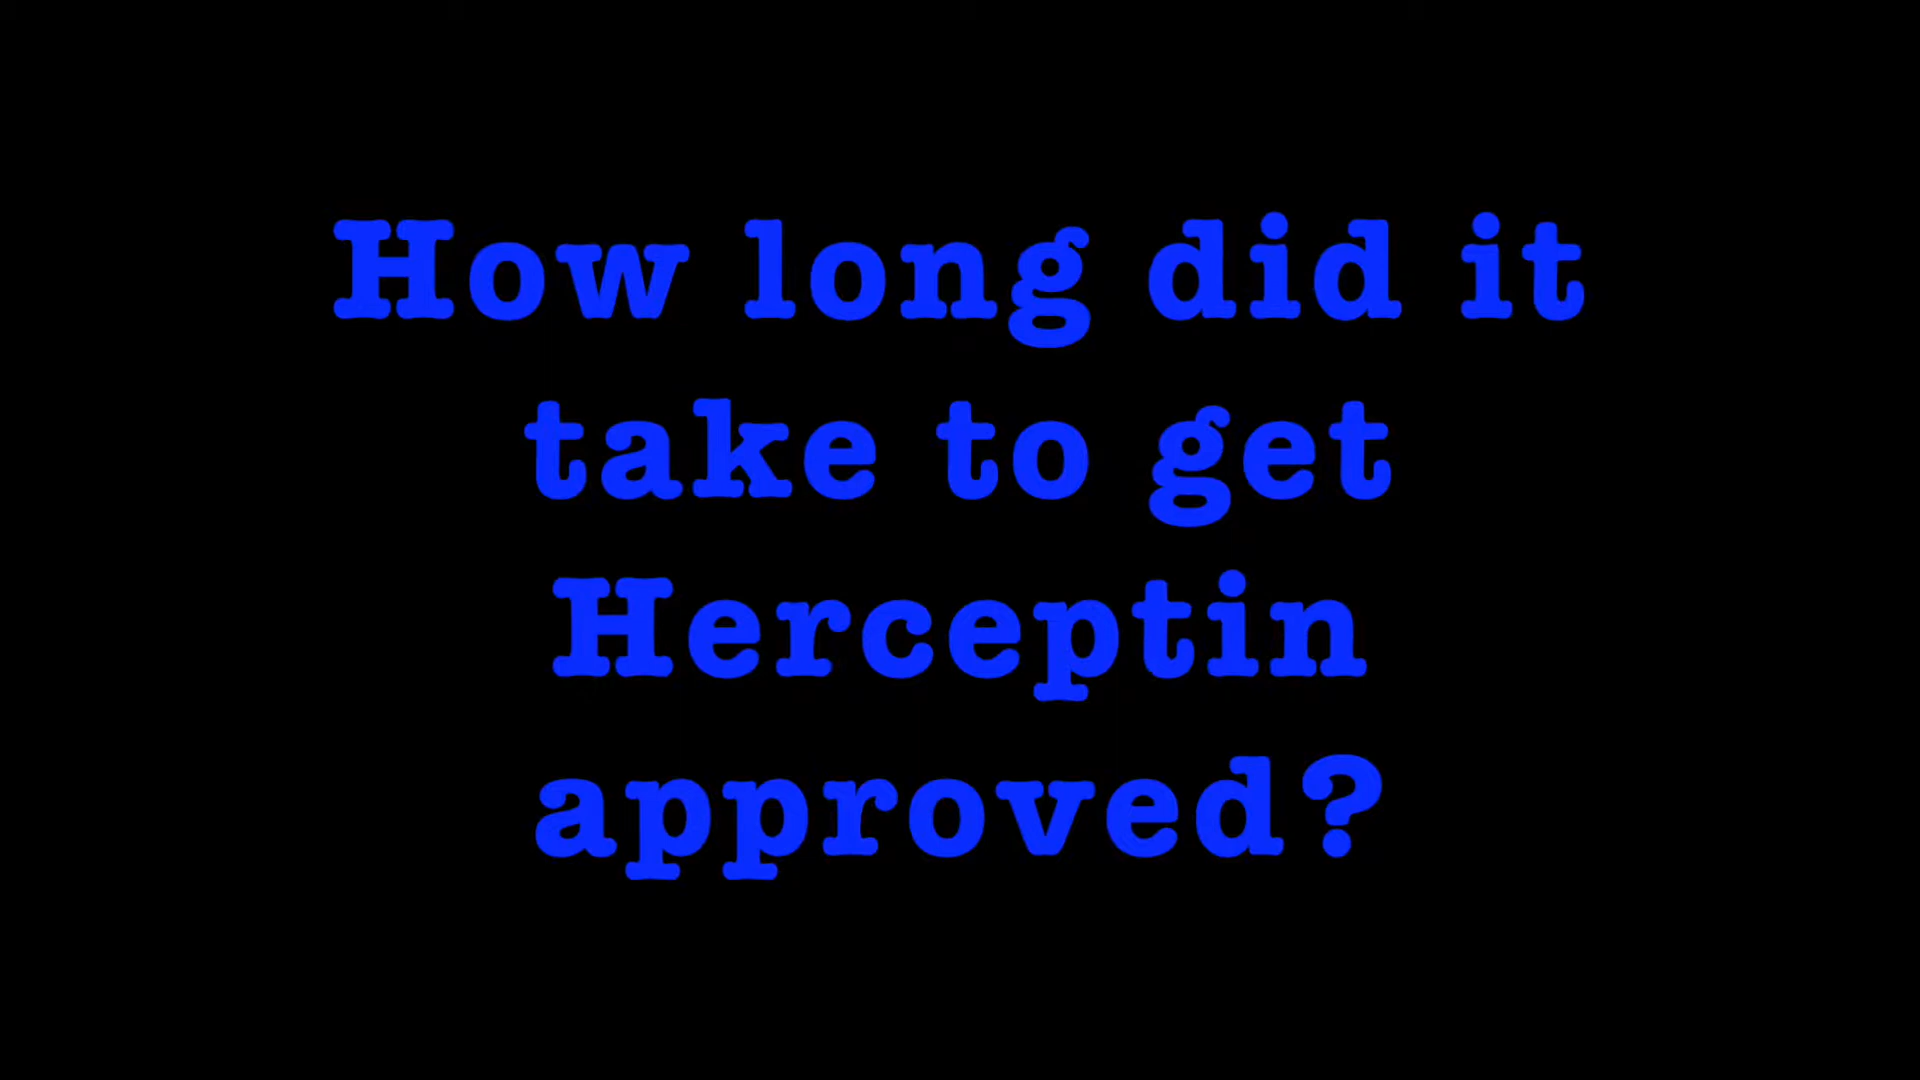 How long did it
take to get
Herceptin
approved?